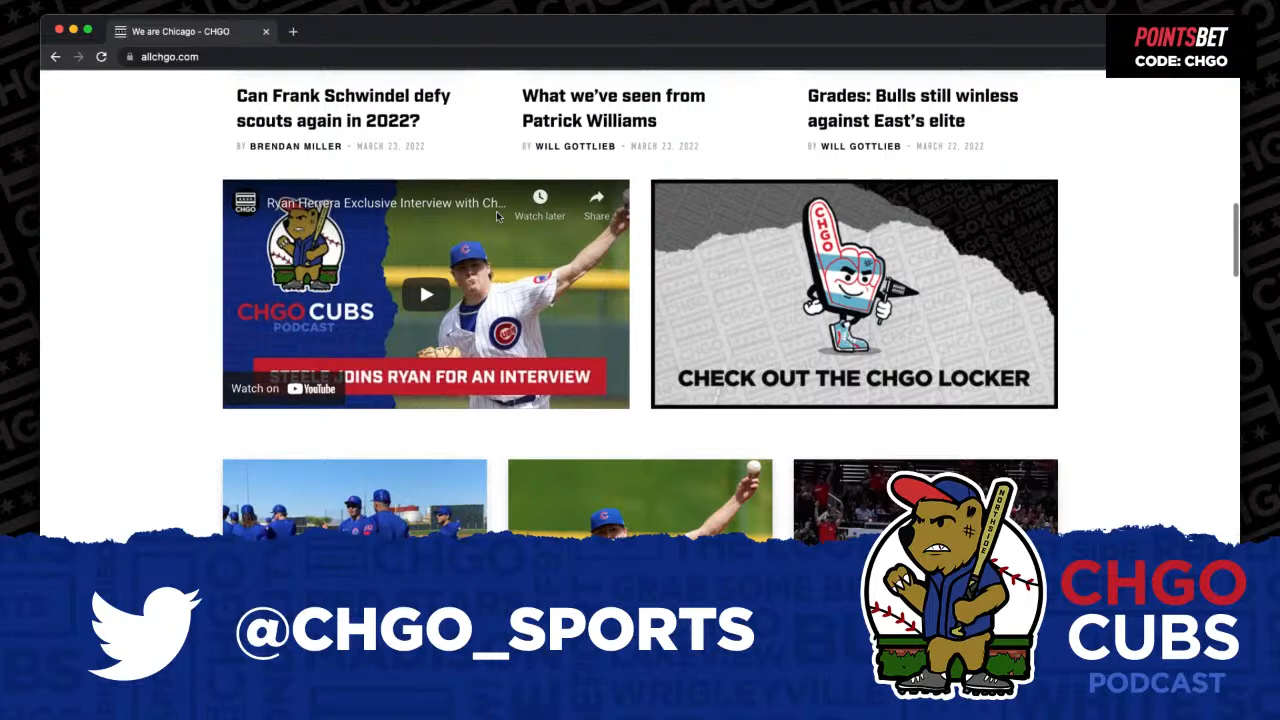 We are Chicago - CHGO
allchgo.com
POINTSBET
CODE: CHGO
Can Frank Schwindel defy
scouts again in 2022?
BY BRENDAN MILLER - MARCH 23, 2022
What we've seen from
Patrick Williams
BY WILL GOTTLIEB - MARCH 23, 2022
Grades: Bulls still winless
against East's elite
BY WILL GOTTLIEB - MARCH 22, 2022
CHGO
Ryan Herrera Exclusive Interview with Ch...
Watch later
Share
CHGO CUBS
PODCAST
STEELE JOINS RYAN FOR AN INTERVIEW
Watch on YouTube
CHGO
CHECK OUT THE CHGO LOCKER
@CHGO_SPORTS
NORTHSIDE
CHGO
CUBS
PODCAST